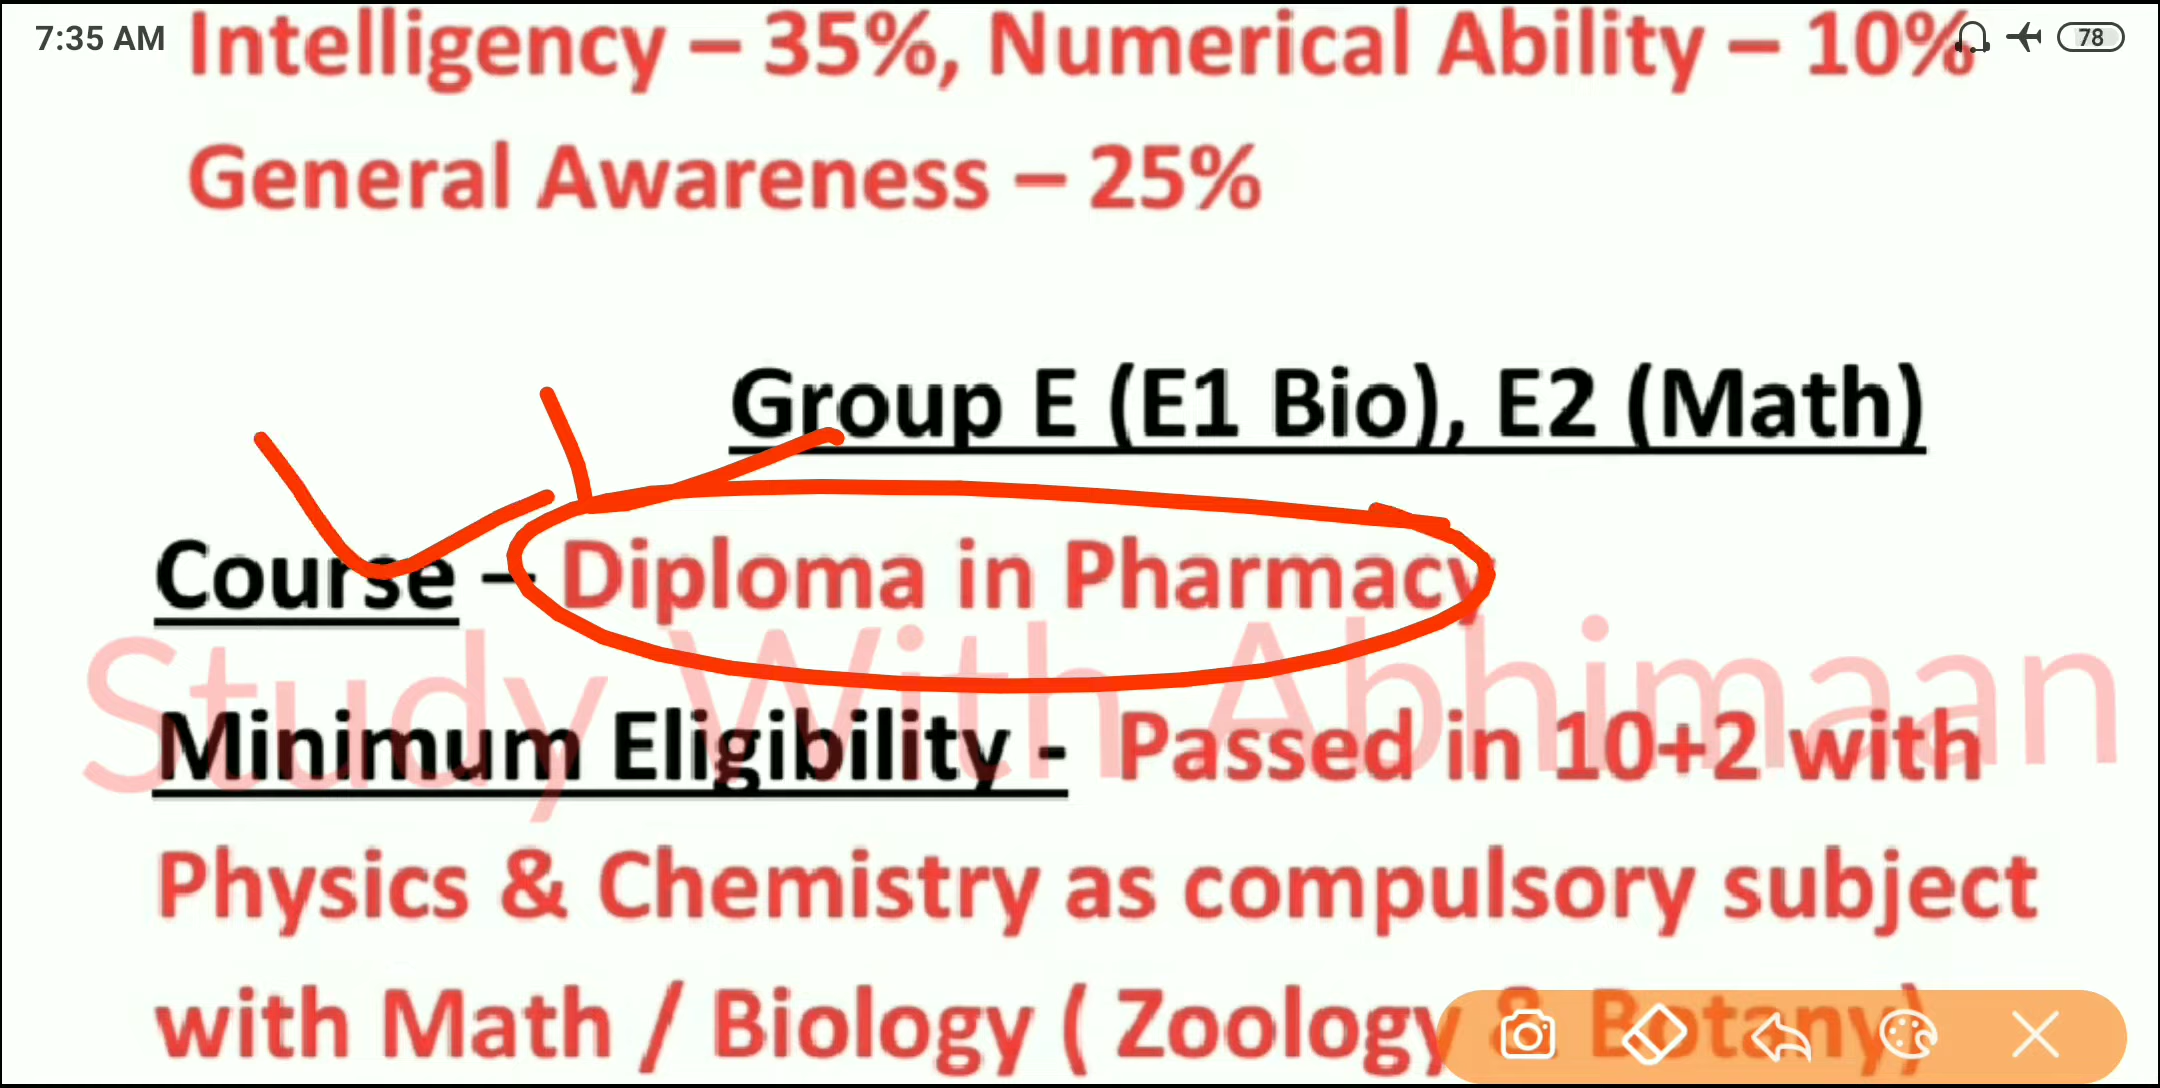 7:35 AM
78
Intelligency – 35%, Numerical Ability – 10%
General Awareness – 25%
Group E (E1 Bio), E2 (Math)
Course – Diploma in Pharmacy
Study With Abhimaan
Minimum Eligibility - Passed in 10+2 with
Physics & Chemistry as compulsory subject
with Math / Biology ( Zoology & Botany)